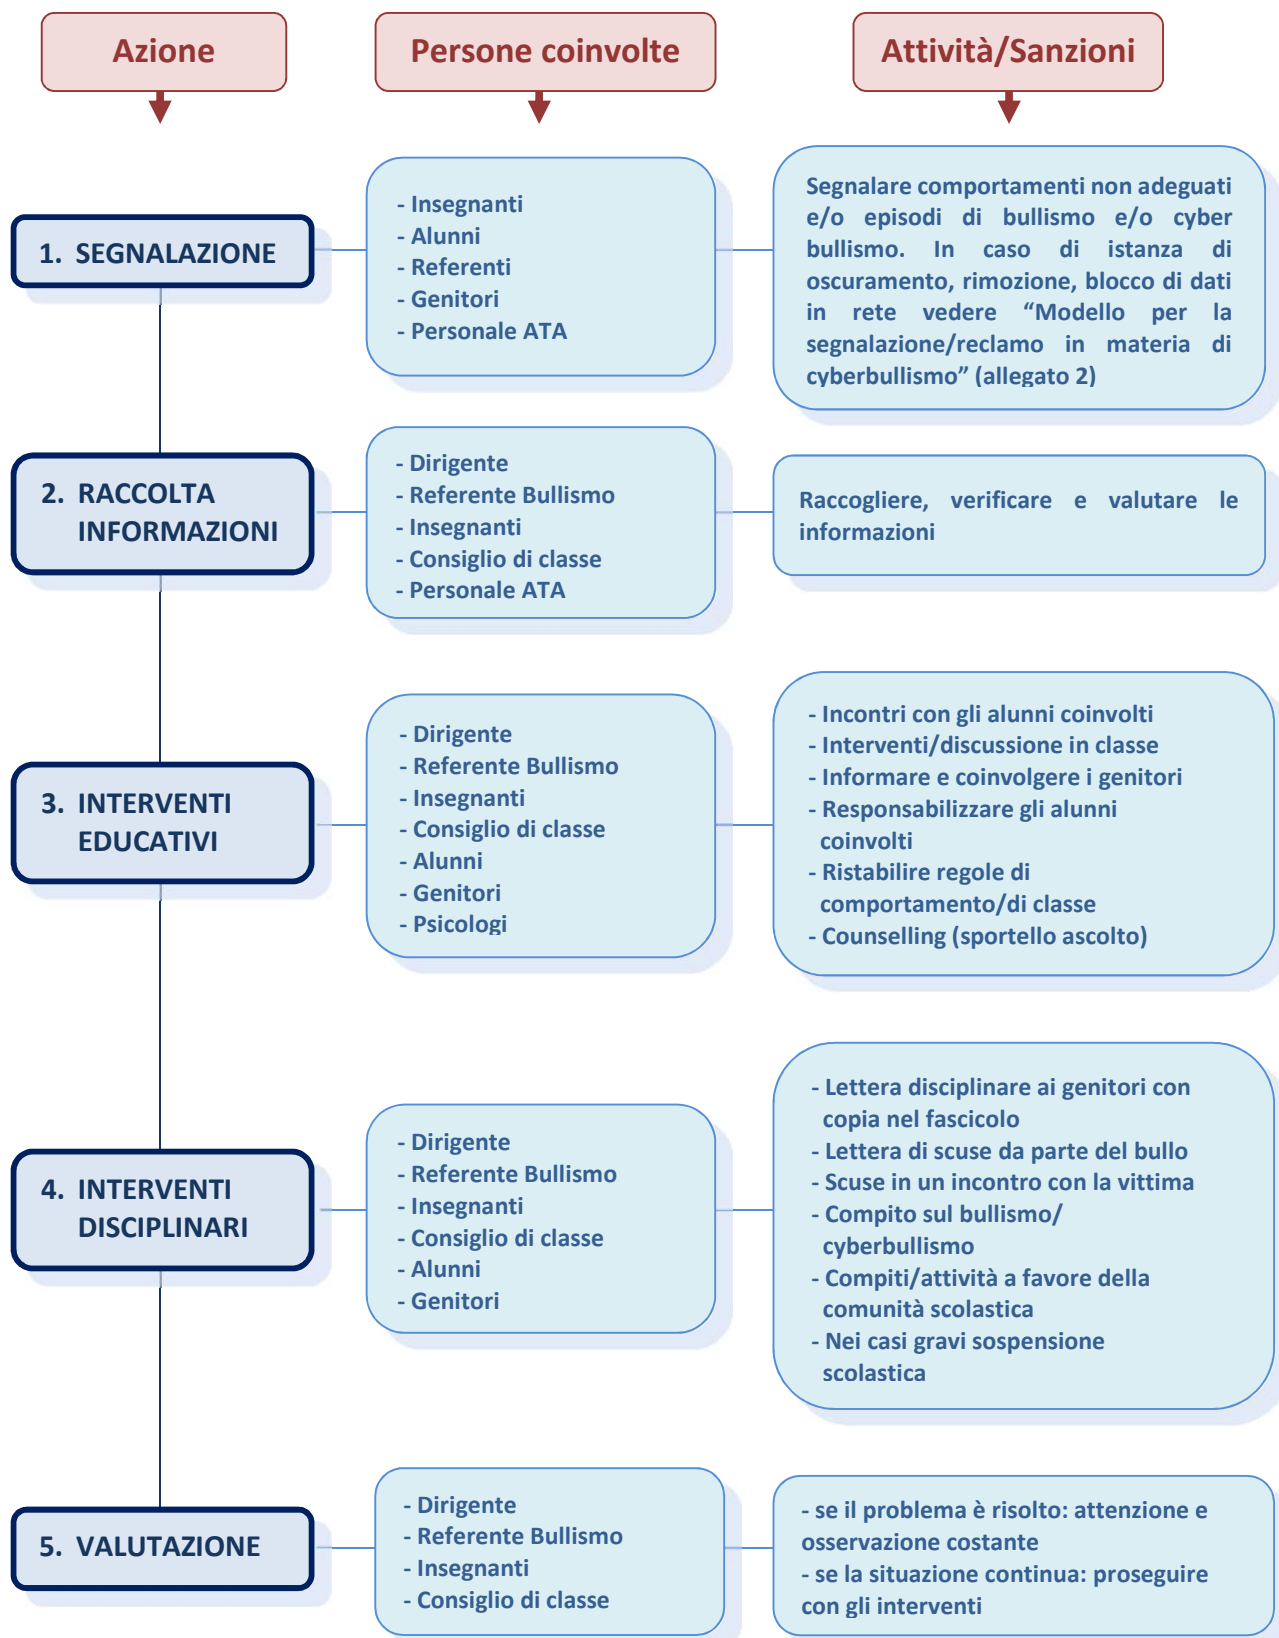 Azione
Persone coinvolte
Attività/Sanzioni
1. SEGNALAZIONE
- Insegnanti
- Alunni
- Referenti
- Genitori
- Personale ATA
Segnalare comportamenti non adeguati
e/o episodi di bullismo e/o cyber
bullismo. In caso di istanza di
oscuramento, rimozione, blocco di dati
in rete vedere “Modello per la
segnalazione/reclamo in materia di
cyberbullismo” (allegato 2)
2. RACCOLTA
INFORMAZIONI
- Dirigente
- Referente Bullismo
- Insegnanti
- Consiglio di classe
- Personale ATA
Raccogliere, verificare e valutare le
informazioni
3. INTERVENTI
EDUCATIVI
- Dirigente
- Referente Bullismo
- Insegnanti
- Consiglio di classe
- Alunni
- Genitori
- Psicologi
- Incontri con gli alunni coinvolti
- Interventi/discussione in classe
- Informare e coinvolgere i genitori
- Responsabilizzare gli alunni
coinvolti
- Ristabilire regole di
comportamento/di classe
- Counselling (sportello ascolto)
4. INTERVENTI
DISCIPLINARI
- Dirigente
- Referente Bullismo
- Insegnanti
- Consiglio di classe
- Alunni
- Genitori
- Lettera disciplinare ai genitori con
copia nel fascicolo
- Lettera di scuse da parte del bullo
- Scuse in un incontro con la vittima
- Compito sul bullismo/
cyberbullismo
- Compiti/attività a favore della
comunità scolastica
- Nei casi gravi sospensione
scolastica
5. VALUTAZIONE
- Dirigente
- Referente Bullismo
- Insegnanti
- Consiglio di classe
- se il problema è risolto: attenzione e
osservazione costante
- se la situazione continua: proseguire
con gli interventi